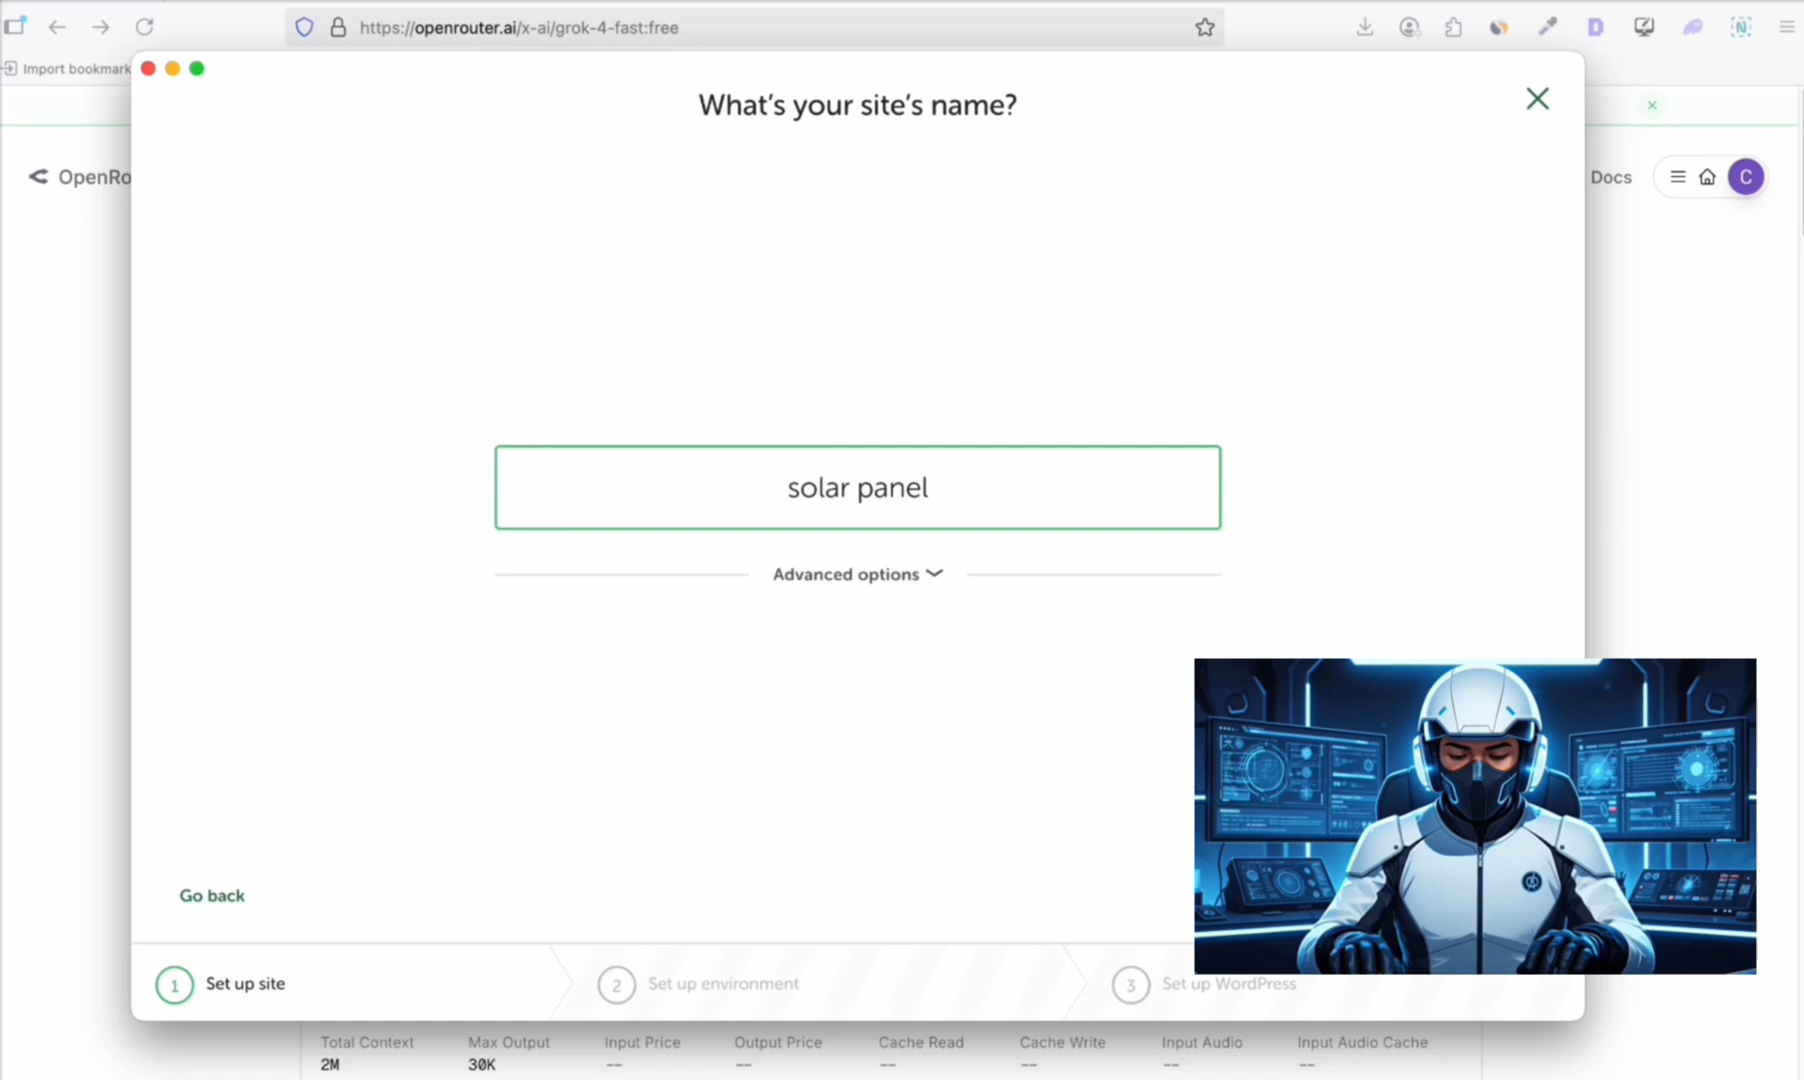 https://openrouter.ai/x-ai/grok-4-fast:free
Import bookmark
What's your site's name?
OpenRo
Docs
C
solar panel
Advanced options
Go back
1 Set up site
2 Set up environment
3 Set up WordPress
Total Context Max Output Input Price Output Price Cache Read Cache Write Input Audio Input Audio Cache
2M 30K -- -- -- -- -- --